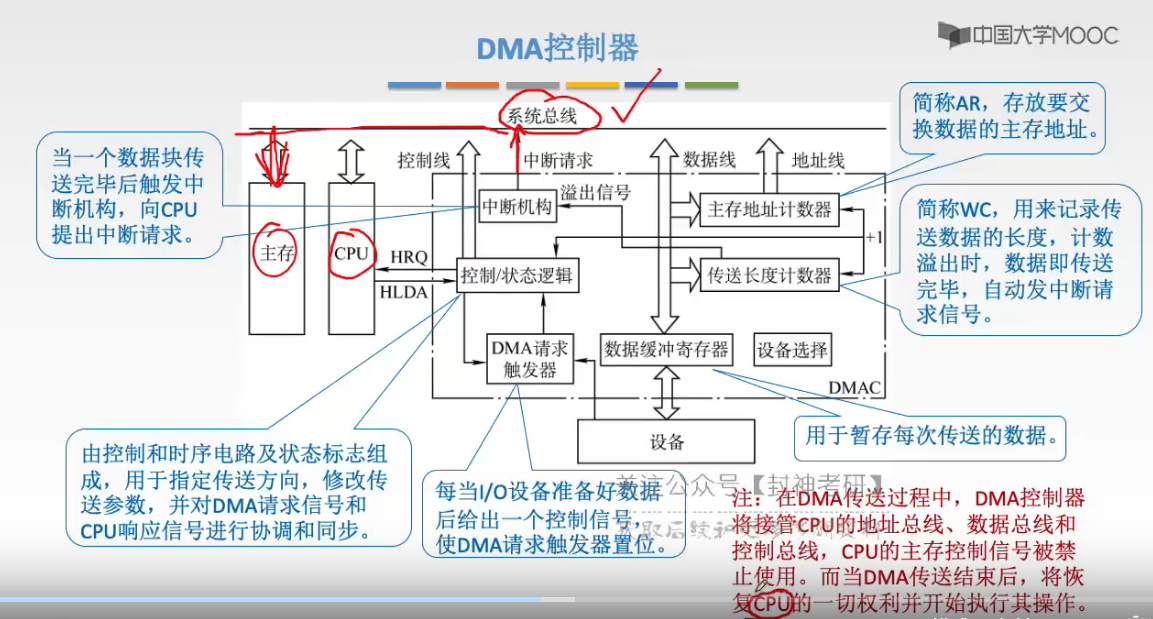 中国大学MOOC
DMA控制器
系统总线
简称AR，存放要交
换数据的主存地址。
当一个数据块传
送完毕后触发中
断机构，向CPU
提出中断请求。
控制线
中断请求
数据线
地址线
中断机构
溢出信号
主存地址计数器
简称WC，用来记录传
送数据的长度，计数
溢出时，数据即传送
完毕，自动发中断请
求信号。
主存
CPU
HRQ
HLDA
控制/状态逻辑
+1
传送长度计数器
DMA请求
触发器
数据缓冲寄存器
设备选择
DMAC
设备
用于暂存每次传送的数据。
由控制和时序电路及状态标志组
成，用于指定传送方向，修改传
送参数，并对DMA请求信号和
CPU响应信号进行协调和同步。
每当I/O设备准备好数据
后给出一个控制信号，
使DMA请求触发器置位。
关注公众号【封神考研】
注：在DMA传送过程中，DMA控制器
将接管CPU的地址总线、数据总线和
控制总线，CPU的主存控制信号被禁
止使用。而当DMA传送结束后，将恢
复CPU的一切权利并开始执行其操作。